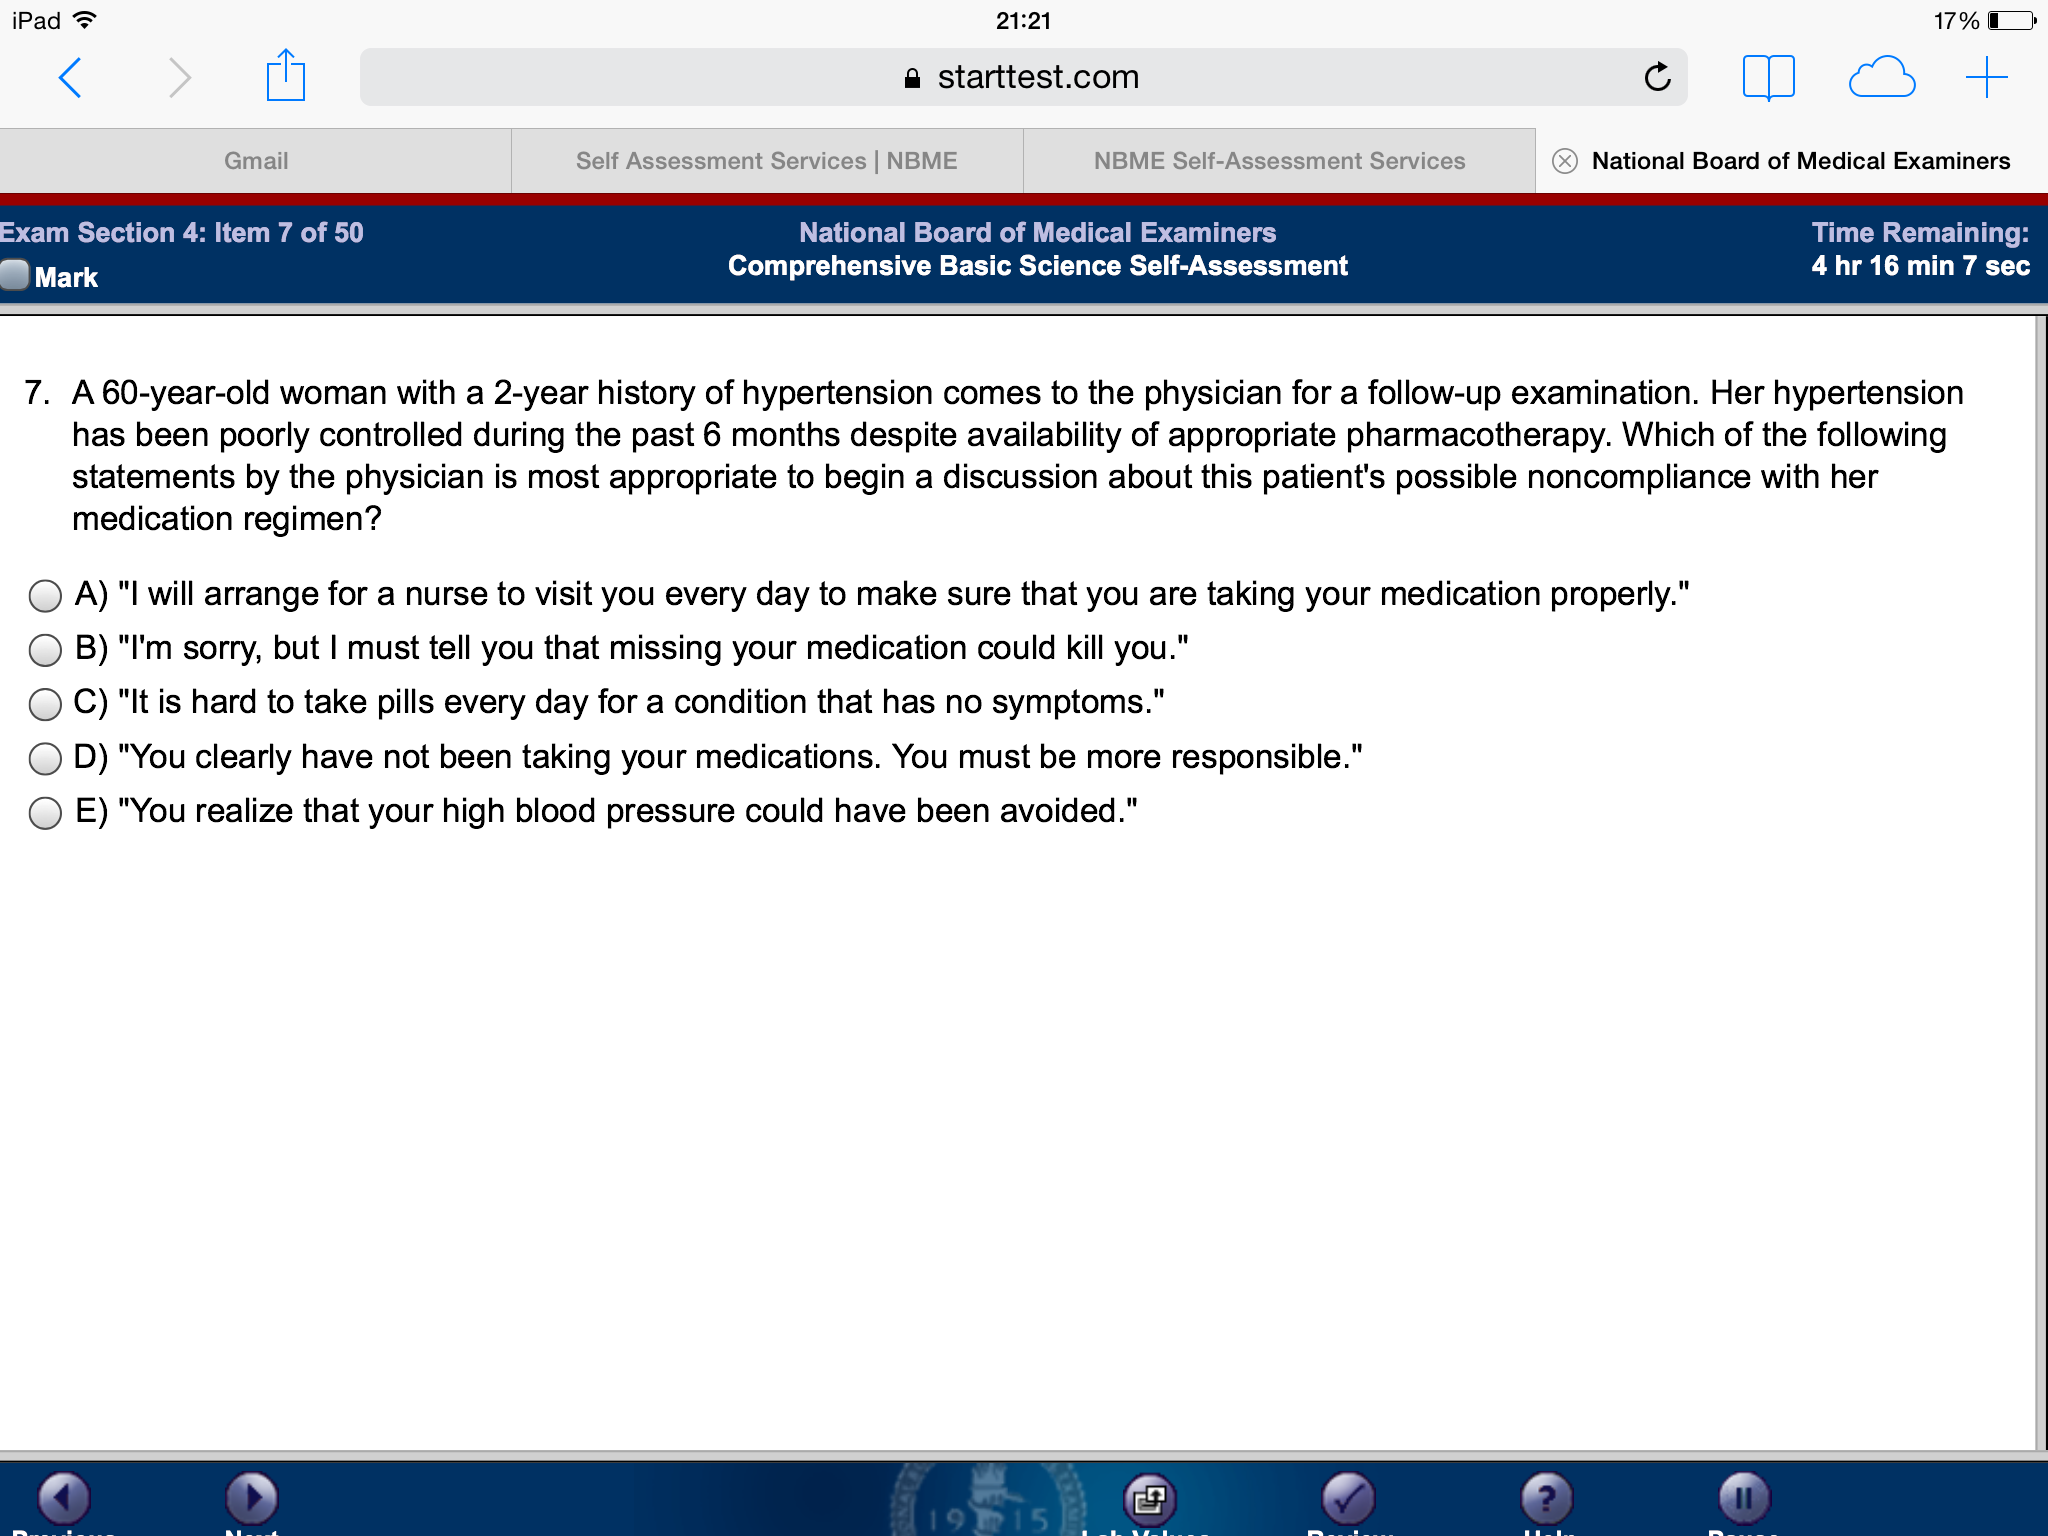 iPad 21:21 17%
starttest.com
Gmail Self Assessment Services | NBME NBME Self-Assessment Services National Board of Medical Examiners
Exam Section 4: Item 7 of 50 National Board of Medical Examiners Time Remaining:
Mark Comprehensive Basic Science Self-Assessment 4 hr 16 min 7 sec
7. A 60-year-old woman with a 2-year history of hypertension comes to the physician for a follow-up examination. Her hypertension
has been poorly controlled during the past 6 months despite availability of appropriate pharmacotherapy. Which of the following
statements by the physician is most appropriate to begin a discussion about this patient's possible noncompliance with her
medication regimen?
A) "I will arrange for a nurse to visit you every day to make sure that you are taking your medication properly."
B) "I'm sorry, but I must tell you that missing your medication could kill you."
C) "It is hard to take pills every day for a condition that has no symptoms."
D) "You clearly have not been taking your medications. You must be more responsible."
E) "You realize that your high blood pressure could have been avoided."